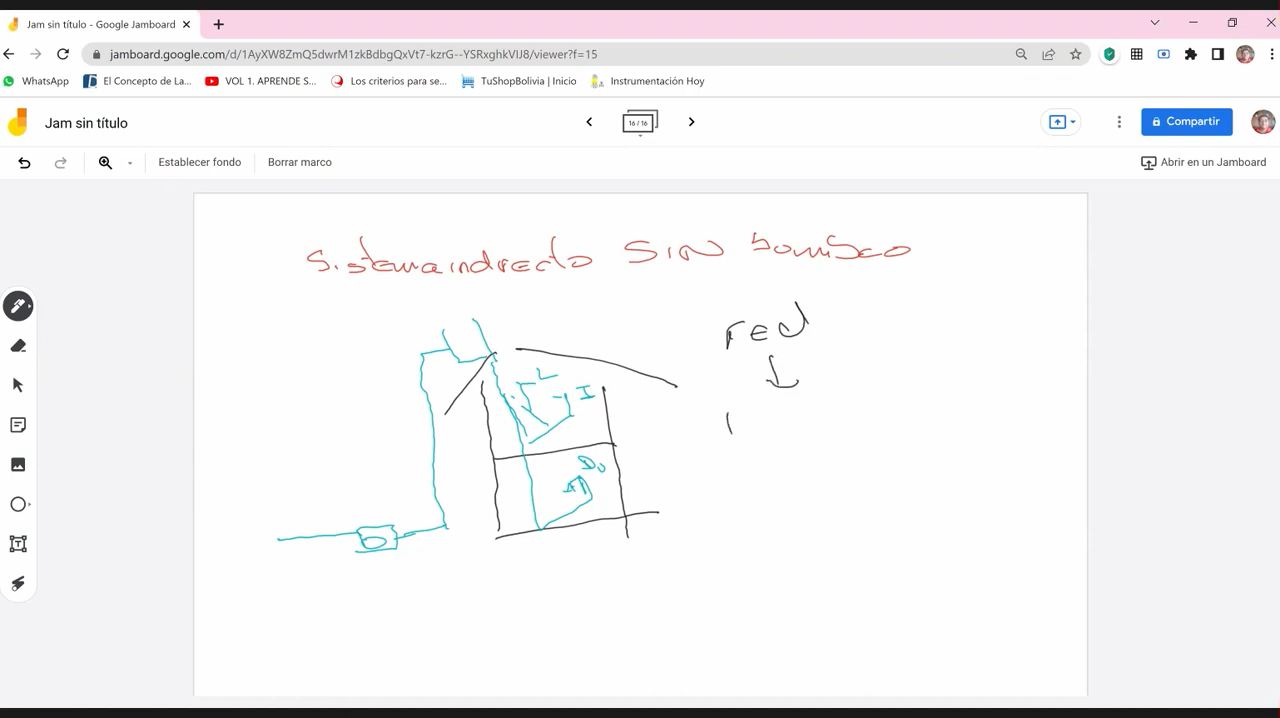 Jam sin título - Google Jamboard
jamboard.google.com/d/1AyXW8ZmQ5dwrM1zkBdbgQxVt7-kzrG--YSRxghkVlJ8/viewer?f=15
WhatsApp El Concepto de La... VOL 1. APRENDE S... Los criterios para se... TuShopBolivia | Inicio Instrumentación Hoy
Jam sin título
16 / 16
Compartir
Establecer fondo Borrar marco
Abrir en un Jamboard
Sistema indirecto SIN bombeo
red
L
I
Du